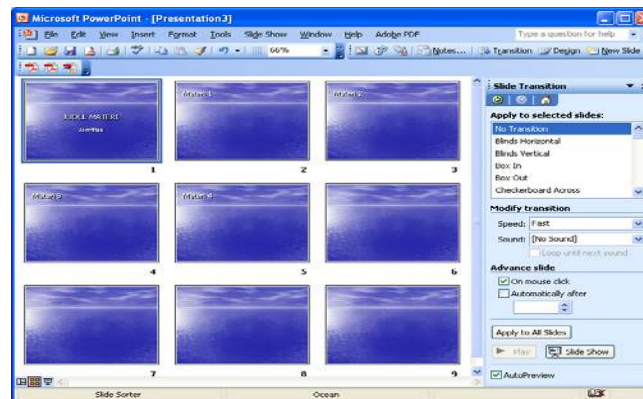 Microsoft PowerPoint - [Presentation3]
File Edit View Insert Format Tools Slide Show Window Help Adobe PDF
Type a question for help
66%
Notes... Transition Design New Slide
JUDUL MATERI
1
Materi 1
2
Materi 2
3
Materi 3
4
Materi 4
5
6
7
8
9
Slide Transition
Apply to selected slides:
No Transition
Blinds Horizontal
Blinds Vertical
Box In
Box Out
Checkerboard Across
Modify transition
Speed: Fast
Sound: [No Sound]
Loop until next sound
Advance slide
On mouse click
Automatically after
Apply to All Slides
Play Slide Show
AutoPreview
Slide Sorter Ocean